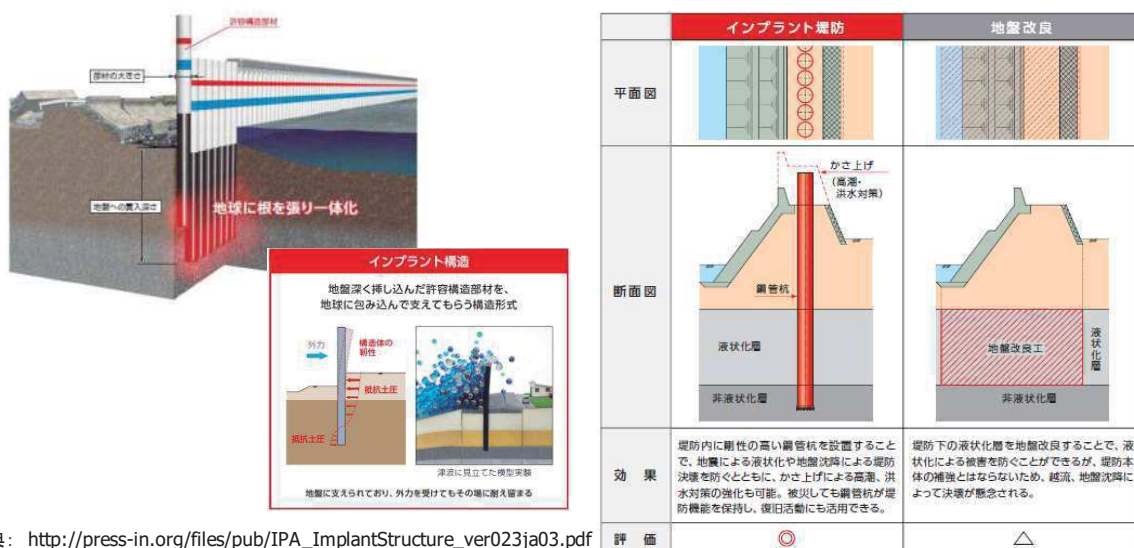 許容構造部材
部材の大きさ
地盤への貫入深さ
地球に根を張り一体化
インプラント構造
地盤深く挿し込んだ許容構造部材を、
地球に包み込んで支えてもらう構造形式
外力
構造体の
靭性
抵抗土圧
抵抗土圧
津波に見立てた模型実験
地盤に支えられており、外力を受けてもその場に耐え留まる
http://press-in.org/files/pub/IPA_ImplantStructure_ver023ja03.pdf
インプラント堤防
地盤改良
平面図
断面図
かさ上げ
(高潮・
洪水対策)
鋼管杭
液状化層
非液状化層
地盤改良工
液状化層
非液状化層
効果
堤防内に剛性の高い鋼管杭を設置すること
で、地震による液状化や地盤沈降による堤防
決壊を防ぐとともに、かさ上げによる高潮、洪
水対策の強化も可能。被災しても鋼管杭が堤
防機能を保持し、復旧活動にも活用できる。
堤防下の液状化層を地盤改良することで、液
状化による被害を防ぐことができるが、堤防本
体の補強とはならないため、越流、地盤沈降に
よって決壊が懸念される。
評価
◎
△